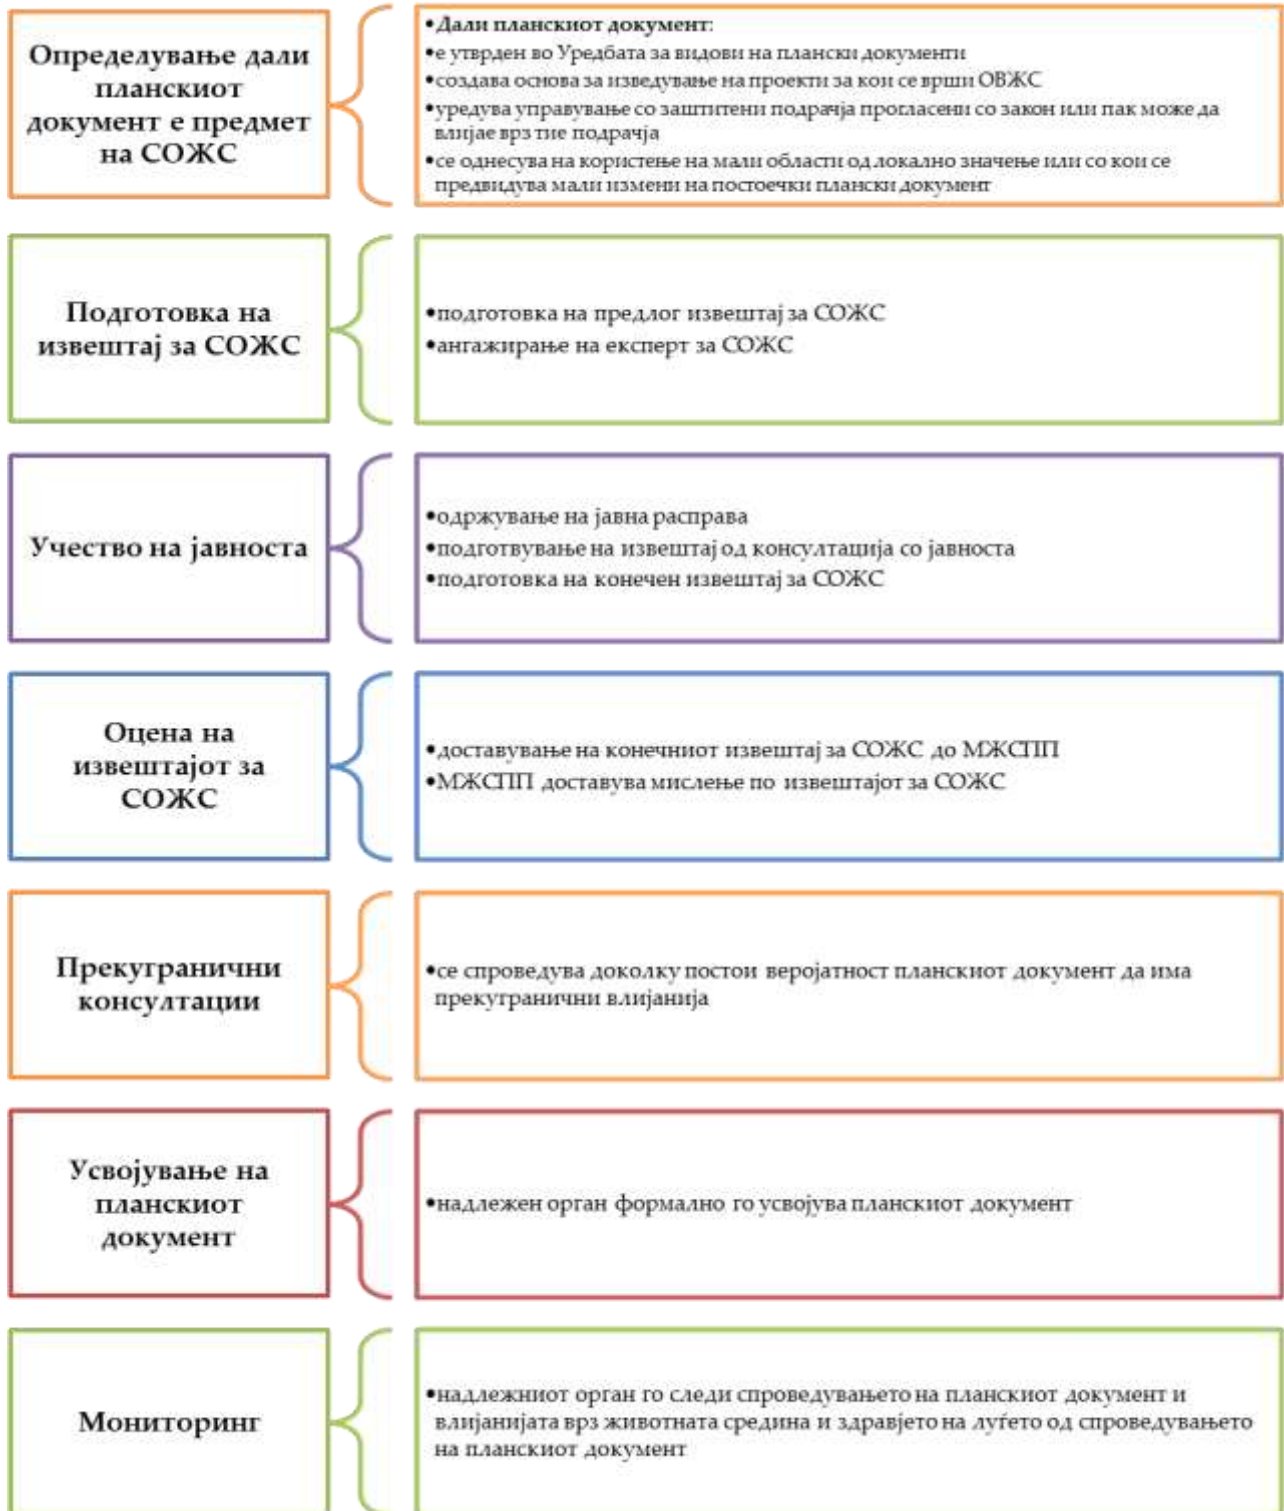 Определување дали
планскиот
документ е предмет
на СОЖС
•Дали планскиот документ:
•е утврден во Уредбата за видови на плански документи
•создава основа за изведување на проекти за кои се врши ОВЖС
•уредува управување со заштитени подрачја прогласени со закон или пак може да
влијае врз тие подрачја
•се однесува на користење на мали области од локално значење или со кои се
предвидува мали измени на постоечки плански документ
Подготовка на
извештај за СОЖС
•подготовка на предлог извештај за СОЖС
•ангажирање на експерт за СОЖС
Учество на јавноста
•одржување на јавна расправа
•подготвување на извештај од консултација со јавноста
•подготовка на конечен извештај за СОЖС
Оцена на
извештајот за
СОЖС
•доставување на конечниот извештај за СОЖС до МЖСПП
•МЖСПП доставува мислење по извештајот за СОЖС
Прекугранични
консултации
•се спроведува доколку постои веројатност планскиот документ да има
прекугранични влијанија
Усвојување на
планскиот
документ
•надлежен орган формално го усвојува планскиот документ
Мониторинг
•надлежниот орган го следи спроведувањето на планскиот документ и
влијанијата врз животната средина и здравјето на луѓето од спроведувањето
на планскиот документ